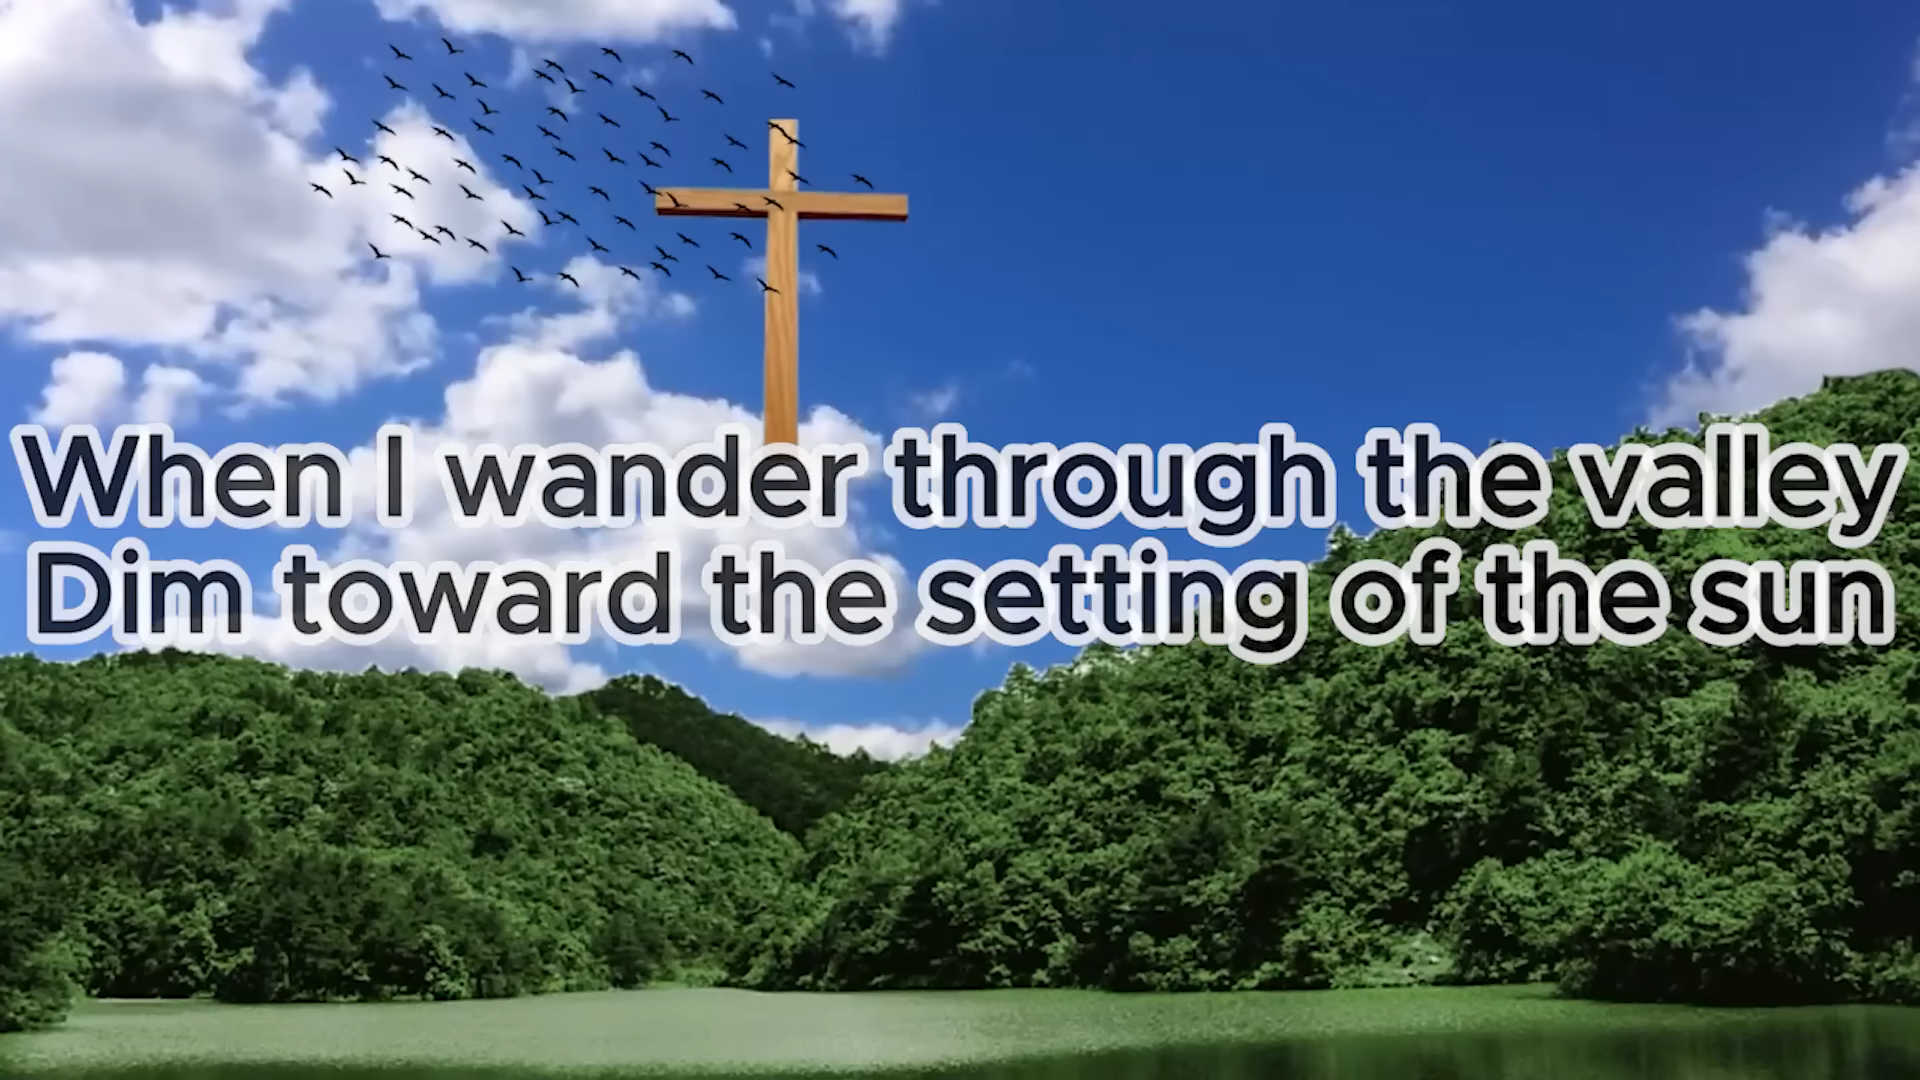 When I wander through the valley
Dim toward the setting of the sun